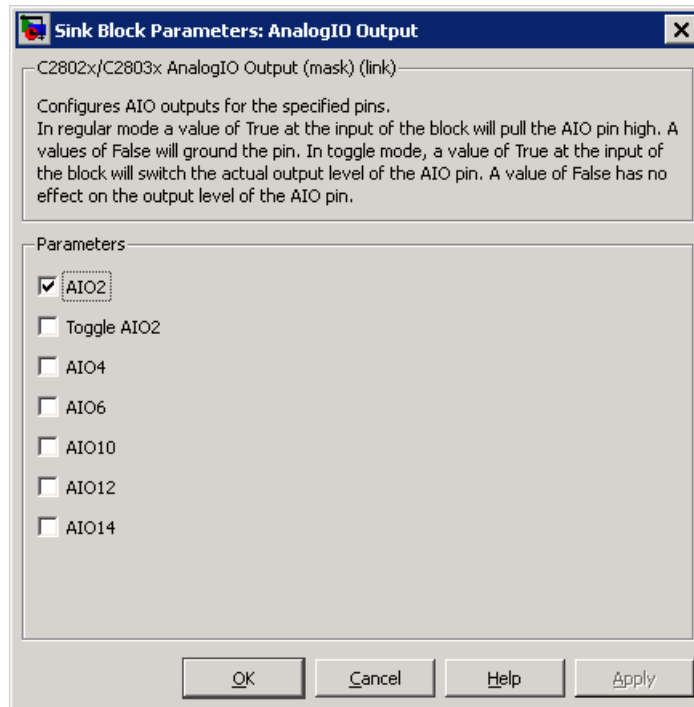 Sink Block Parameters: AnalogIO Output
C2802x/C2803x AnalogIO Output (mask) (link)
Configures AIO outputs for the specified pins.
In regular mode a value of True at the input of the block will pull the AIO pin high. A
values of False will ground the pin. In toggle mode, a value of True at the input of
the block will switch the actual output level of the AIO pin. A value of False has no
effect on the output level of the AIO pin.
Parameters
AIO2
Toggle AIO2
AIO4
AIO6
AIO10
AIO12
AIO14
OK Cancel Help Apply